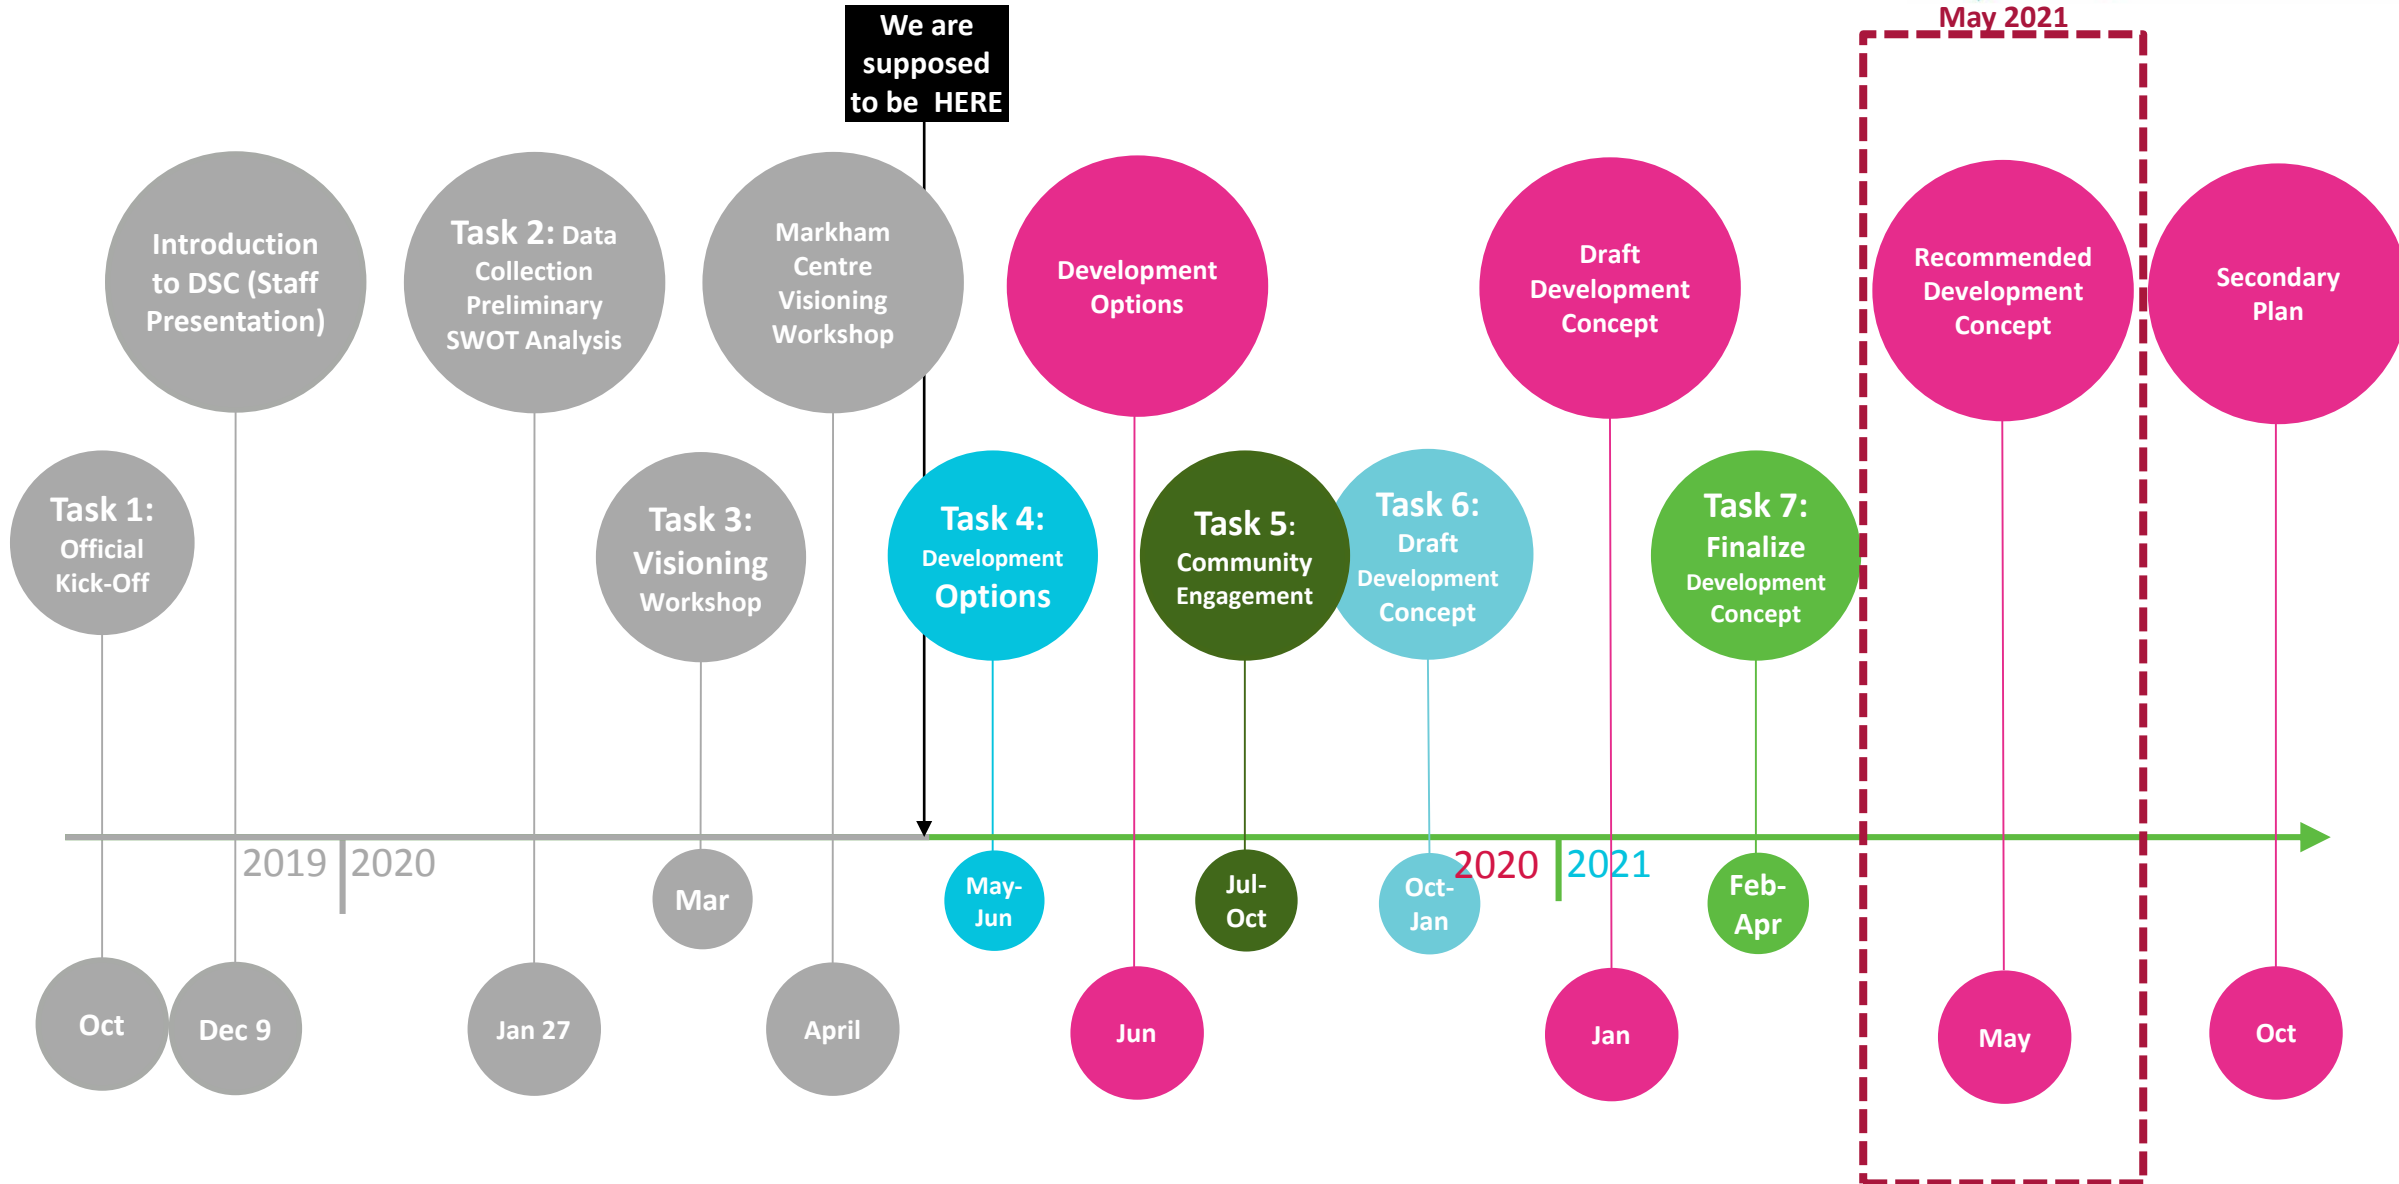 We are
supposed
to be HERE
May 2021
Introduction
to DSC (Staff
Presentation)
Task 2: Data
Collection
Preliminary
SWOT Analysis
Markham
Centre
Visioning
Workshop
Development
Options
Draft
Development
Concept
Recommended
Development
Concept
Secondary
Plan
Task 1:
Official
Kick-Off
Task 3:
Visioning
Workshop
Task 4:
Development
Options
Task 5:
Community
Engagement
Task 6:
Draft
Development
Concept
Task 7:
Finalize
Development
Concept
2019
2020
2020
2021
Mar
May-
Jun
Jul-
Oct
Oct-
Jan
Feb-
Apr
Oct
Dec 9
Jan 27
April
Jun
Jan
May
Oct